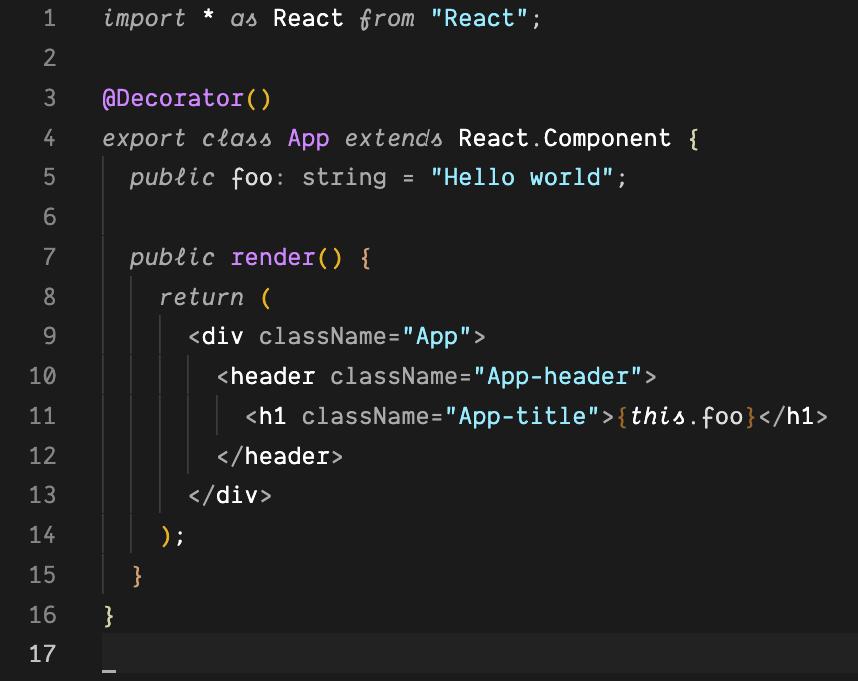 1 import * as React from "React";
2
3 @Decorator()
4 export class App extends React.Component {
5   public foo: string = "Hello world";
6
7   public render() {
8     return (
9       <div className="App">
10         <header className="App-header">
11           <h1 className="App-title">{this.foo}</h1>
12         </header>
13       </div>
14     );
15   }
16 }
17